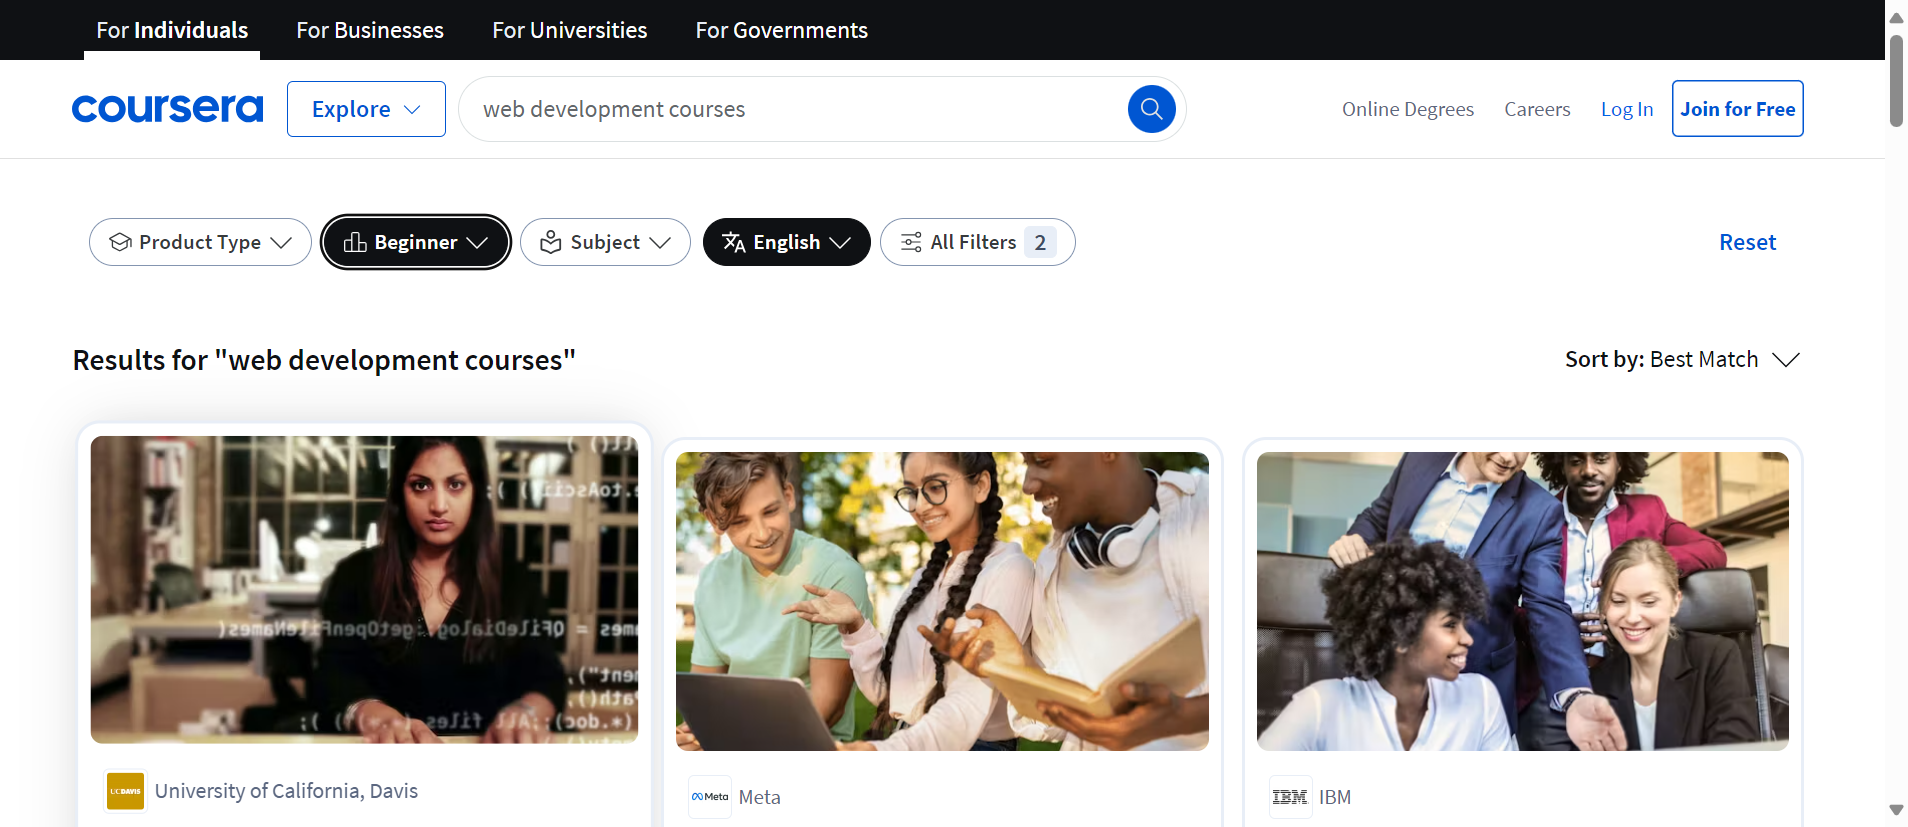 For Individuals For Businesses For Universities For Governments
coursera Explore web development courses Online Degrees Careers Log In Join for Free
Product Type Beginner Subject English All Filters 2 Reset
Results for "web development courses" Sort by: Best Match
UC DAVIS University of California, Davis
Meta Meta
IBM IBM